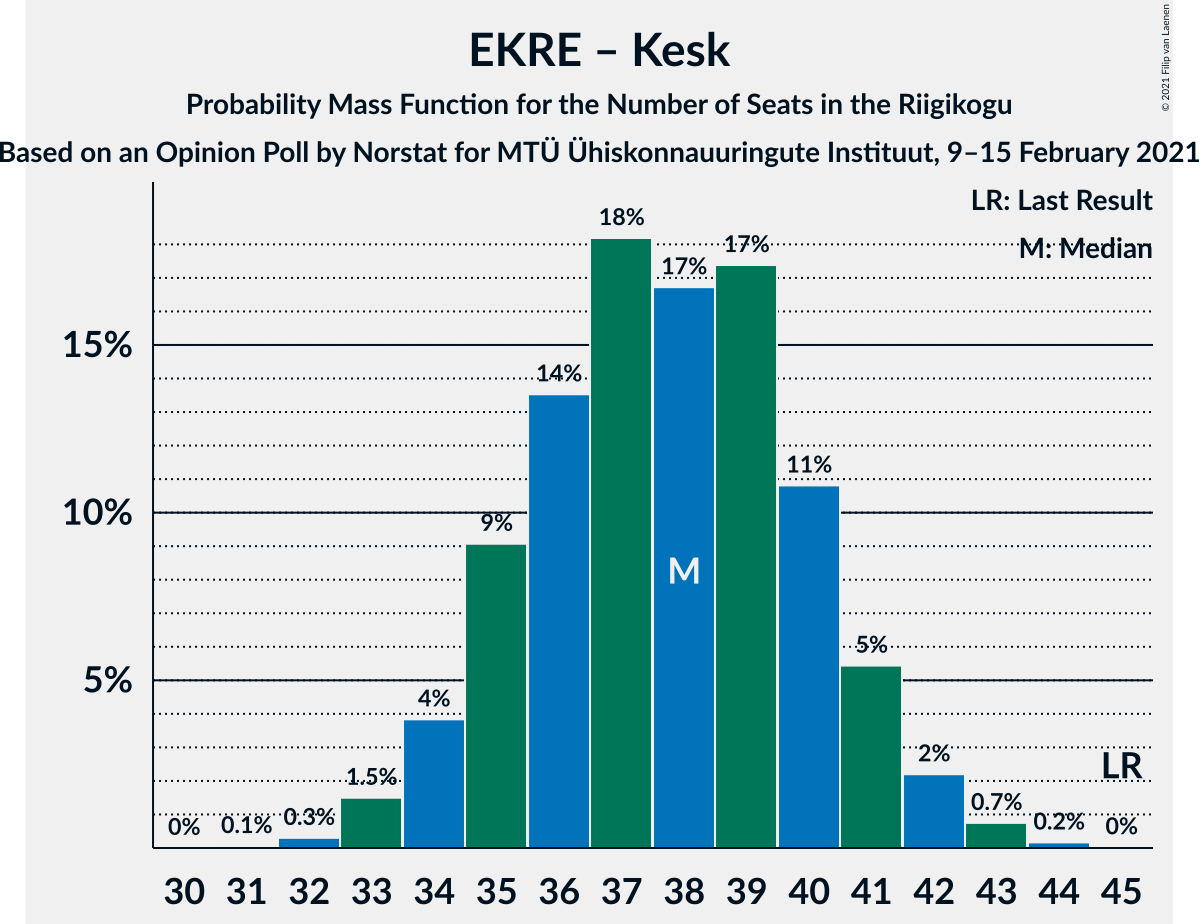 EKRE – Kesk
Probability Mass Function for the Number of Seats in the Riigikogu
Based on an Opinion Poll by Norstat for MTÜ Ühiskonnauuringute Instituut, 9–15 February 2021
© 2021 Filip van Laenen
LR: Last Result
M: Median
15%
10%
5%
0%
0.1%
0.3%
1.5%
4%
9%
14%
18%
17%
17%
11%
5%
2%
0.7%
0.2%
0%
M
LR
30 31 32 33 34 35 36 37 38 39 40 41 42 43 44 45